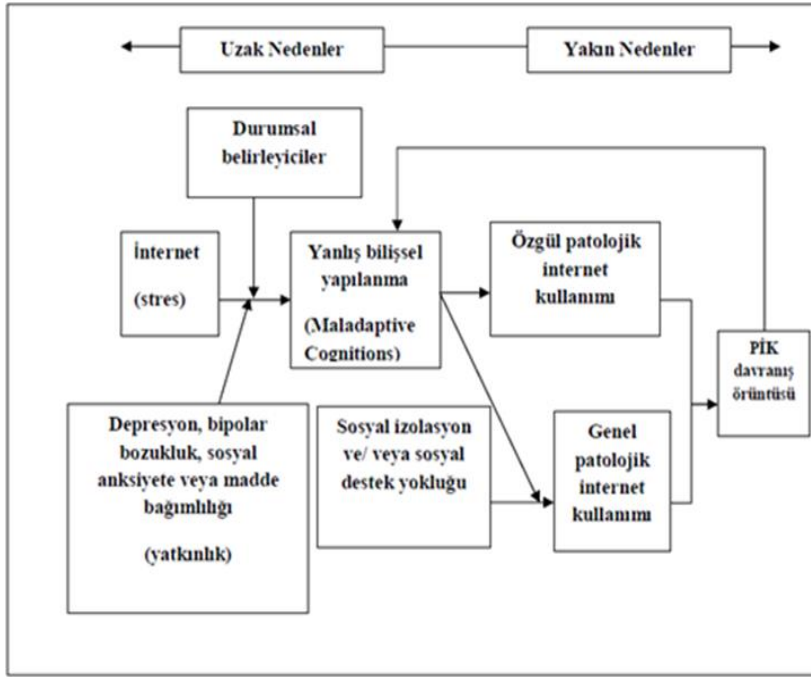 Uzak Nedenler
Yakın Nedenler
Durumsal
belirleyiciler
İnternet
(stres)
Yanlış bilişsel
yapılanma
(Maladaptive
Cognitions)
Özgül patolojik
internet
kullanımı
PİK
davranış
örüntüsü
Depresyon, bipolar
bozukluk, sosyal
anksiyete veya madde
bağımlılığı
(yatkınlık)
Sosyal izolasyon
ve/ veya sosyal
destek yokluğu
Genel
patolojik
internet
kullanımı